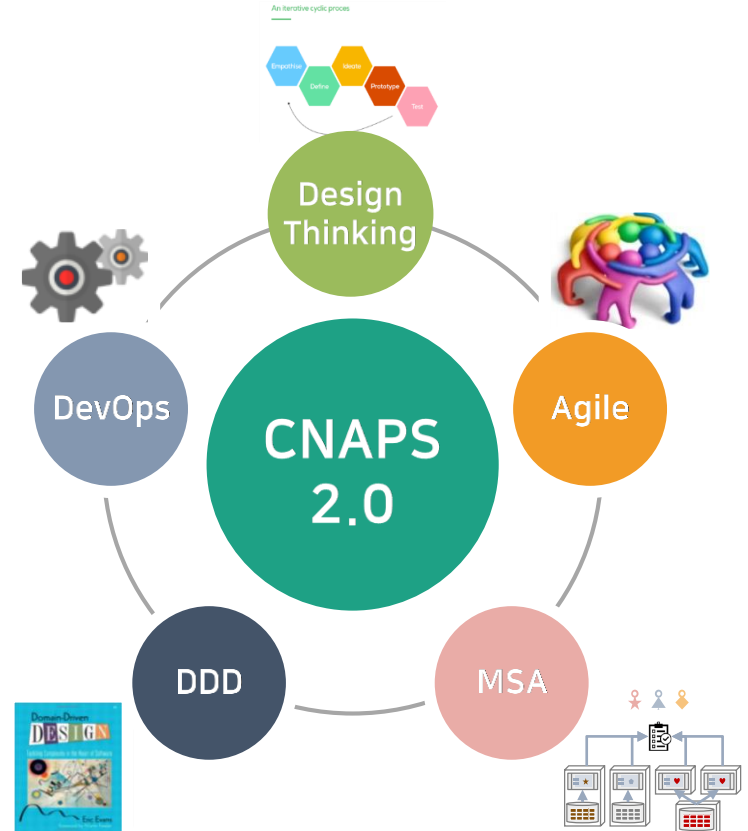 An iterative cyclic proces
Empathise
Define
Ideate
Prototype
Test
Design
Thinking
DevOps
Agile
CNAPS
2.0
DDD
MSA
Domain-Driven
DESIGN
Eric Evans